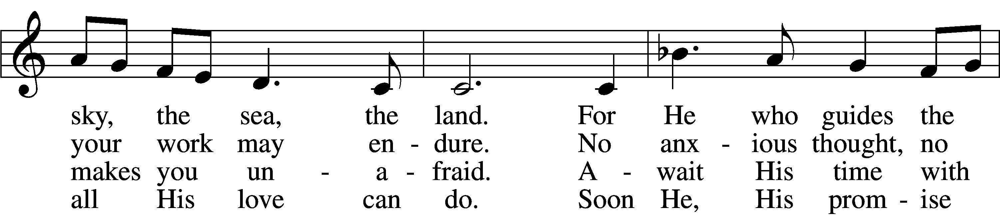 sky, the sea, the land. For He who guides the
your work may en - dure. No anx - ious thought, no
makes you un - a - fraid. A - wait His time with
all His love can do. Soon He, His prom - ise